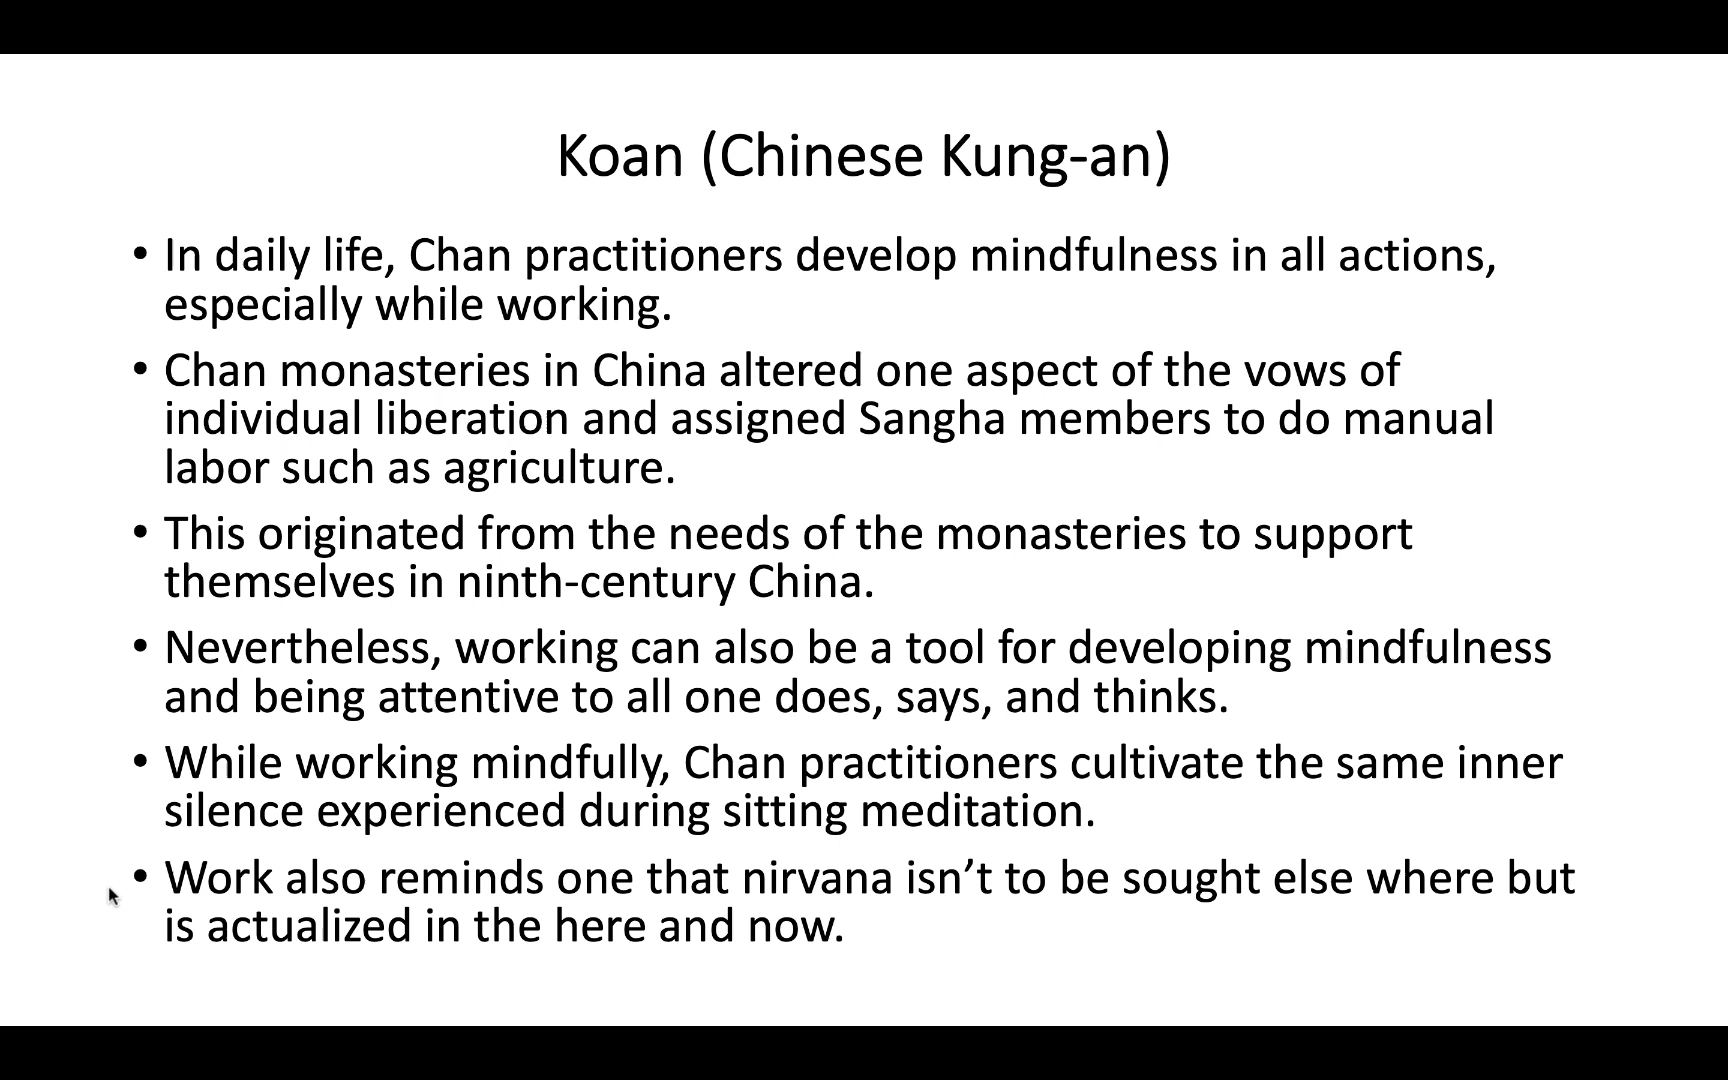 Koan (Chinese Kung-an)
• In daily life, Chan practitioners develop mindfulness in all actions,
especially while working.
• Chan monasteries in China altered one aspect of the vows of
individual liberation and assigned Sangha members to do manual
labor such as agriculture.
• This originated from the needs of the monasteries to support
themselves in ninth-century China.
• Nevertheless, working can also be a tool for developing mindfulness
and being attentive to all one does, says, and thinks.
• While working mindfully, Chan practitioners cultivate the same inner
silence experienced during sitting meditation.
• Work also reminds one that nirvana isn’t to be sought else where but
is actualized in the here and now.